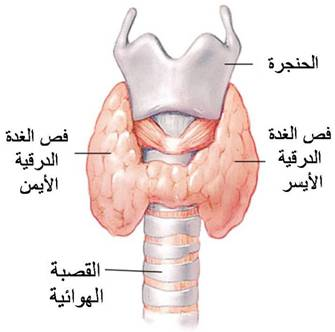 الحنجرة
فص الغدة
الدرقية
الأيمن
فص الغدة
الدرقية
الأيسر
القصبة
الهوائية